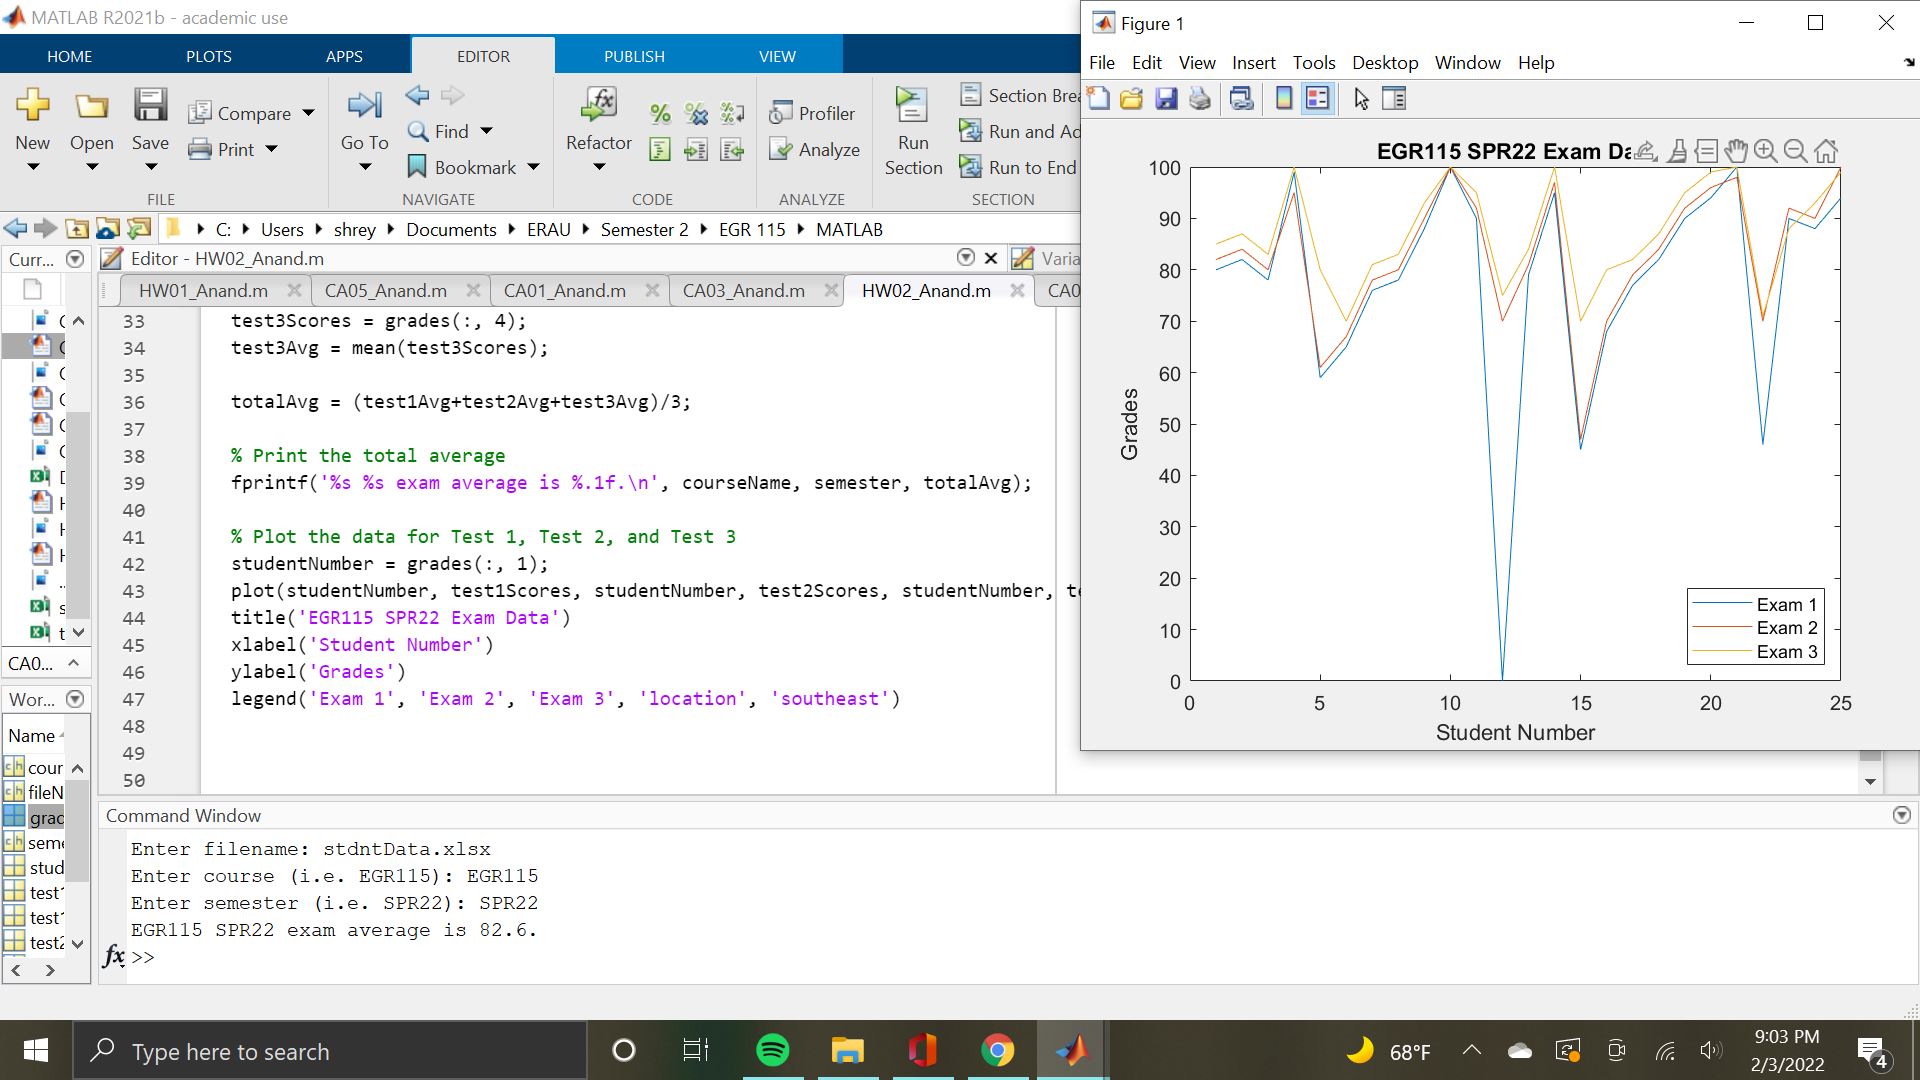 MATLAB R2021b - academic use
HOME PLOTS APPS EDITOR PUBLISH VIEW
New Open Save Compare Print
FILE
Go To Find Bookmark
NAVIGATE
Refactor
CODE
Profiler
Analyze
ANALYZE
Run Section
Section Brea
Run and Ad
Run to End
SECTION
C: Users shrey Documents ERAU Semester 2 EGR 115 MATLAB
Curr...
Editor - HW02_Anand.m
Varia
HW01_Anand.m CA05_Anand.m CA01_Anand.m CA03_Anand.m HW02_Anand.m CA0
33 test3Scores = grades(:, 4);
34 test3Avg = mean(test3Scores);
35
36 totalAvg = (test1Avg+test2Avg+test3Avg)/3;
37
38 % Print the total average
39 fprintf('%s %s exam average is %.1f.\n', courseName, semester, totalAvg);
40
41 % Plot the data for Test 1, Test 2, and Test 3
42 studentNumber = grades(:, 1);
43 plot(studentNumber, test1Scores, studentNumber, test2Scores, studentNumber, te
44 title('EGR115 SPR22 Exam Data')
45 xlabel('Student Number')
46 ylabel('Grades')
47 legend('Exam 1', 'Exam 2', 'Exam 3', 'location', 'southeast')
48
49
50
CA0...
Wor...
Name
cour
fileN
grad
seme
stud
test1
test1
test2
Command Window
Enter filename: stdntData.xlsx
Enter course (i.e. EGR115): EGR115
Enter semester (i.e. SPR22): SPR22
EGR115 SPR22 exam average is 82.6.
fx >>
Figure 1
File Edit View Insert Tools Desktop Window Help
EGR115 SPR22 Exam Da
100
90
80
70
60
50
40
30
20
10
0
Grades
0 5 10 15 20 25
Student Number
Exam 1
Exam 2
Exam 3
Type here to search
68°F
9:03 PM
2/3/2022
4